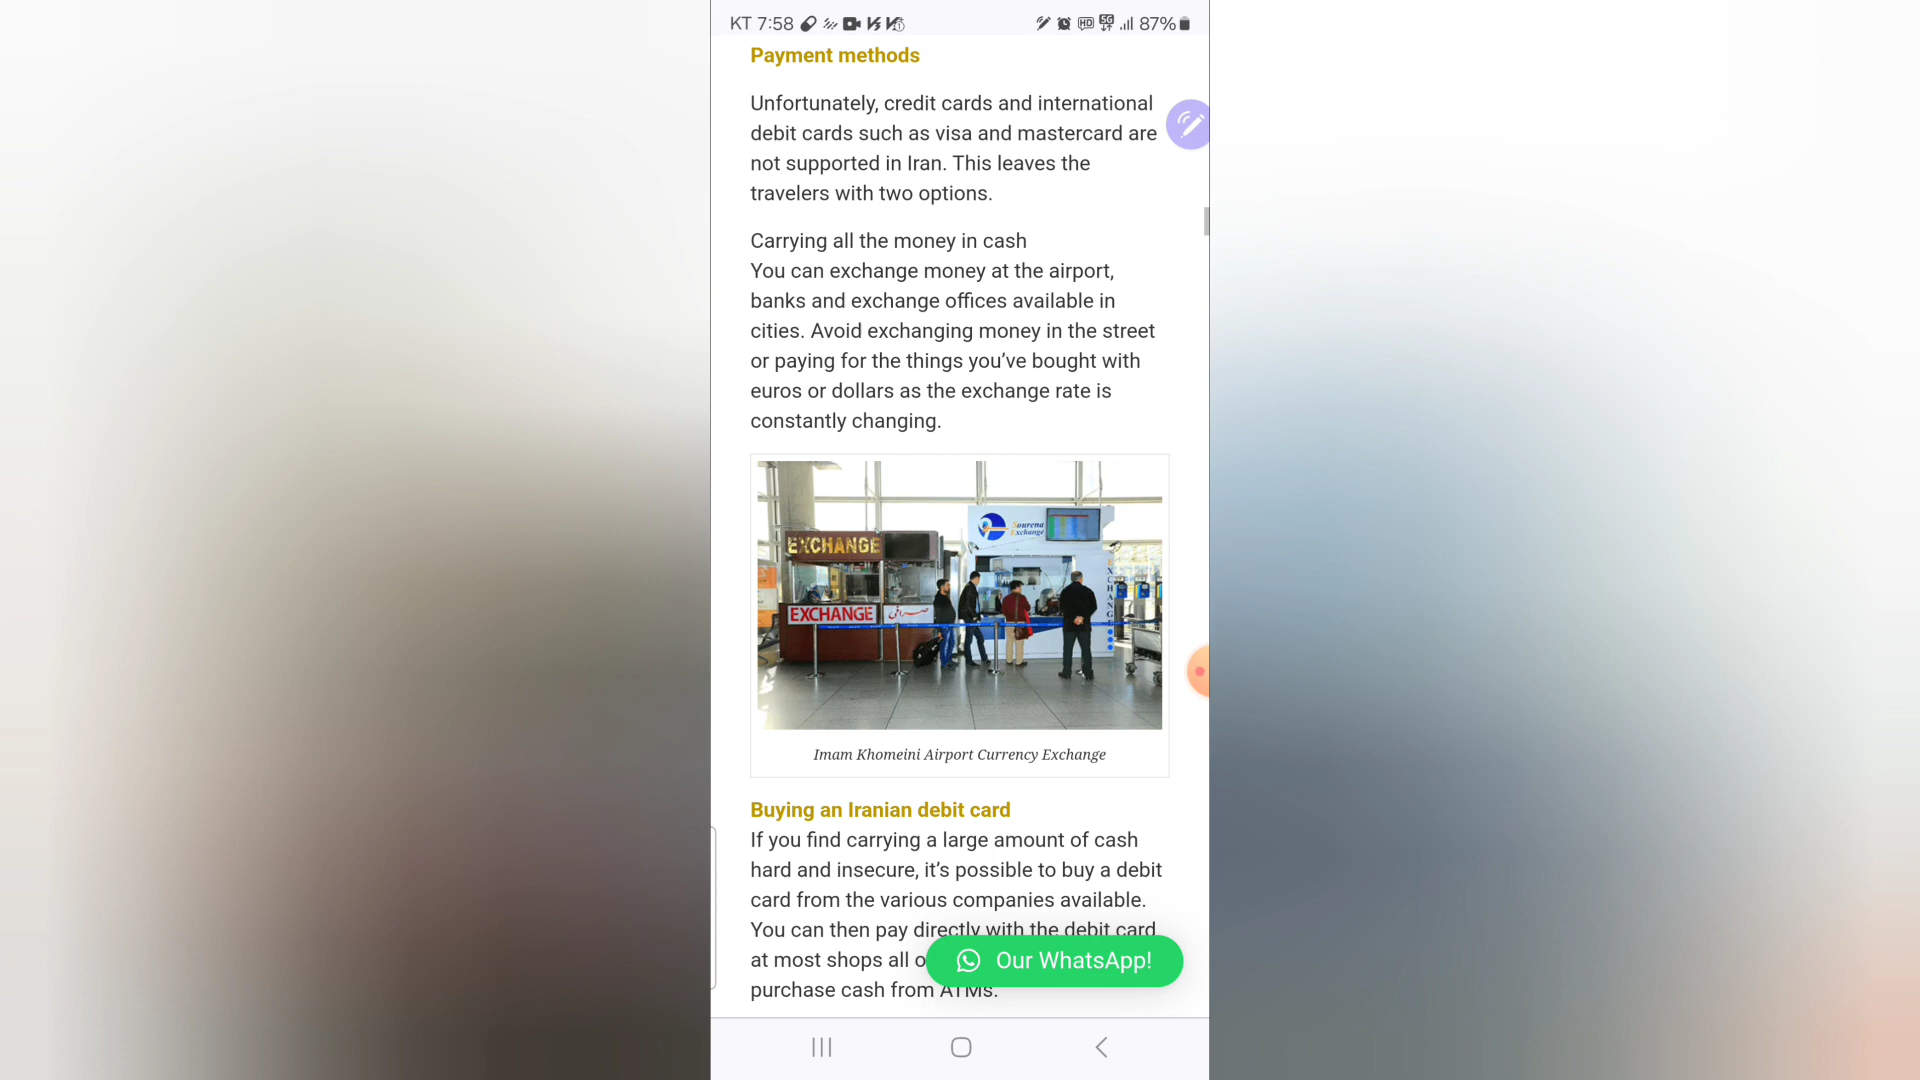 KT 7:58
87%
Payment methods
Unfortunately, credit cards and international
debit cards such as visa and mastercard are
not supported in Iran. This leaves the
travelers with two options.
Carrying all the money in cash
You can exchange money at the airport,
banks and exchange offices available in
cities. Avoid exchanging money in the street
or paying for the things you’ve bought with
euros or dollars as the exchange rate is
constantly changing.
Sourena
Exchange
EXCHANGE
EXCHANGE
صرافی
EXCHANGE
Imam Khomeini Airport Currency Exchange
Buying an Iranian debit card
If you find carrying a large amount of cash
hard and insecure, it’s possible to buy a debit
card from the various companies available.
You can then pay directly with the debit card
at most shops all
Our WhatsApp!
purchase cash from ATMs.